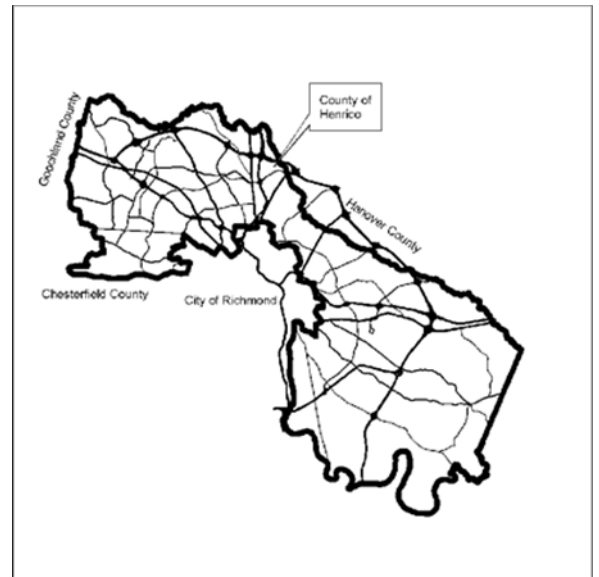 County of
Henrico
Goochland County
Hanover County
Chesterfield County
City of Richmond